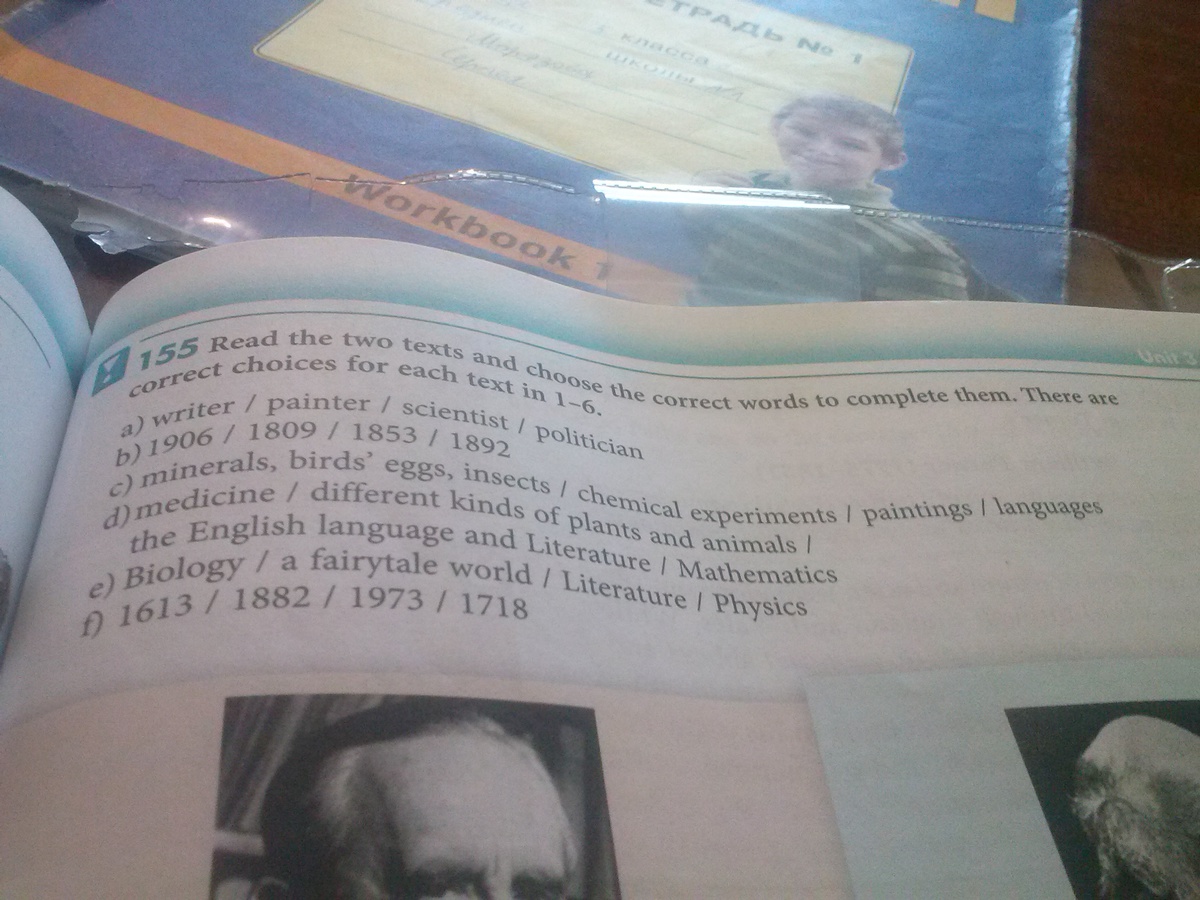 ТЕТРАДЬ № 1
класса
школы
Workbook 1
Unit 2
155 Read the two texts and choose the correct words to complete them. There are
correct choices for each text in 1–6.
a) writer / painter / scientist / politician
b) 1906 / 1809 / 1853 / 1892
c) minerals, birds’ eggs, insects / chemical experiments / paintings / languages
d) medicine / different kinds of plants and animals /
the English language and Literature / Mathematics
e) Biology / a fairytale world / Literature / Physics
f) 1613 / 1882 / 1973 / 1718